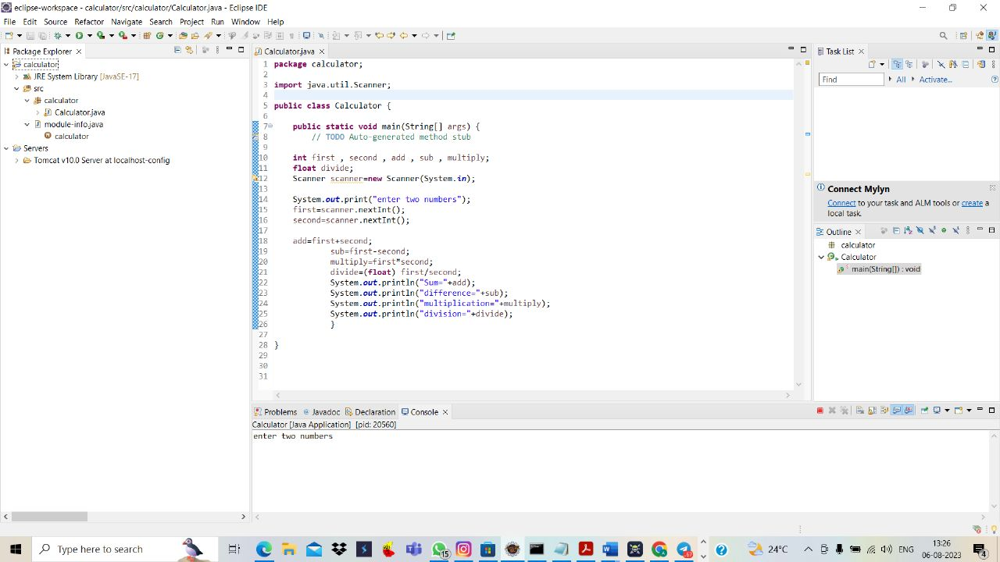 eclipse-workspace - calculator/src/calculator/Calculator.java - Eclipse IDE
File Edit Source Refactor Navigate Search Project Run Window Help
Package Explorer
calculator
JRE System Library [JavaSE-17]
src
calculator
Calculator.java
module-info.java
calculator
Servers
Tomcat v10.0 Server at localhost-config
Calculator.java
1 package calculator;
2
3 import java.util.Scanner;
4
5 public class Calculator {
6
7 public static void main(String[] args) {
8 // TODO Auto-generated method stub
9
10 int first , second , add , sub , multiply;
11 float divide;
12 Scanner scanner=new Scanner(System.in);
13
14 System.out.print("enter two numbers");
15 first=scanner.nextInt();
16 second=scanner.nextInt();
17
18 add=first+second;
19 sub=first-second;
20 multiply=first*second;
21 divide=(float) first/second;
22 System.out.println("Sum="+add);
23 System.out.println("difference="+sub);
24 System.out.println("multiplication="+multiply);
25 System.out.println("division="+divide);
26 }
27
28 }
29
30
31
Task List
Find All Activate...
Connect Mylyn
Connect to your task and ALM tools or create a
local task.
Outline
calculator
Calculator
main(String[]) : void
Problems @ Javadoc Declaration Console
Calculator [Java Application] [pid: 20560]
enter two numbers
Type here to search
15
24°C
ENG
13:26
06-08-2023
4